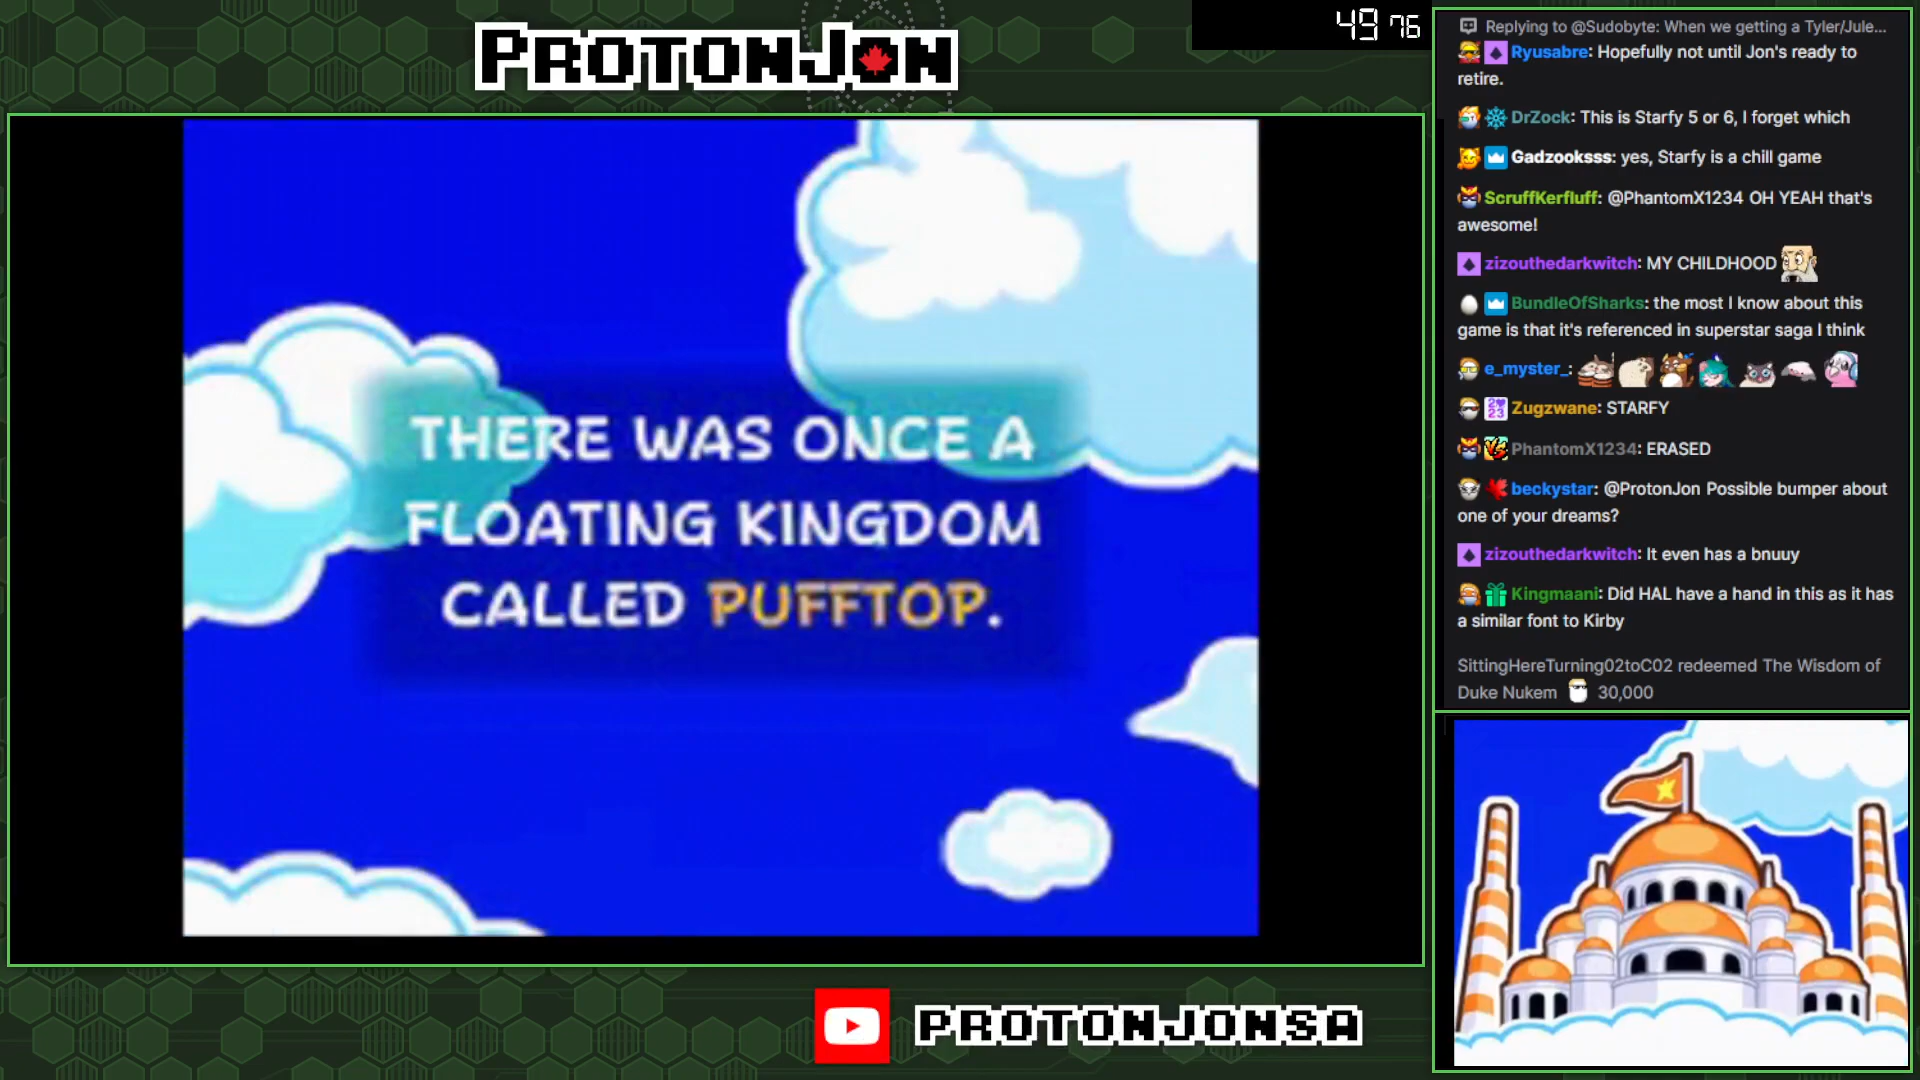 PROTONJON
49 76
THERE WAS ONCE A
FLOATING KINGDOM
CALLED PUFFTOP.
PROTONJONSA
Replying to @Sudobyte: When we getting a Tyler/Jule...
Ryusabre: Hopefully not until Jon's ready to
retire.
DrZock: This is Starfy 5 or 6, I forget which
Gadzooksss: yes, Starfy is a chill game
ScruffKerfluff: @PhantomX1234 OH YEAH that's
awesome!
zizouthedarkwitch: MY CHILDHOOD
BundleOfSharks: the most I know about this
game is that it's referenced in superstar saga I think
e_myster_:
Zugzwane: STARFY
PhantomX1234: ERASED
beckystar: @ProtonJon Possible bumper about
one of your dreams?
zizouthedarkwitch: It even has a bnuuy
Kingmaani: Did HAL have a hand in this as it has
a similar font to Kirby
SittingHereTurning02toC02 redeemed The Wisdom of
Duke Nukem 30,000